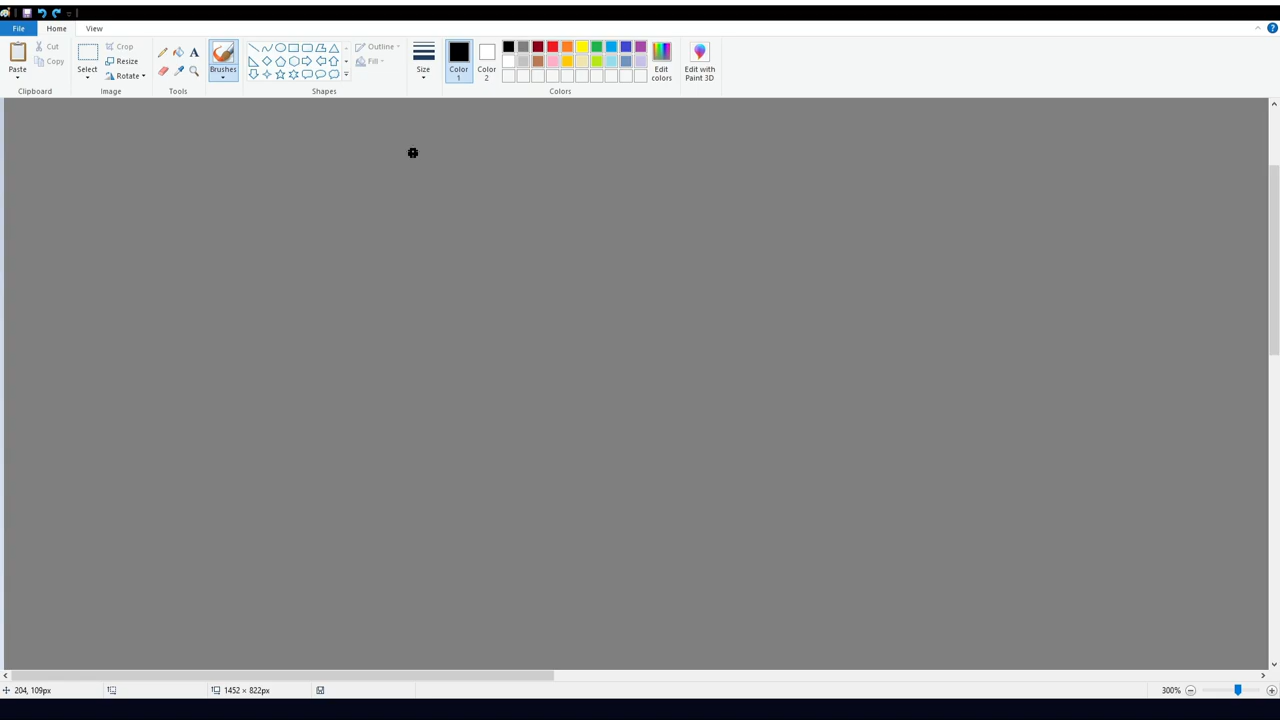 File Home View
Paste Cut Copy Select Crop Resize Rotate A Brushes Outline Fill Size Color 1 Color 2 Edit colors Edit with Paint 3D
Clipboard Image Tools Shapes Colors
204, 109px 1452 × 822px 300%